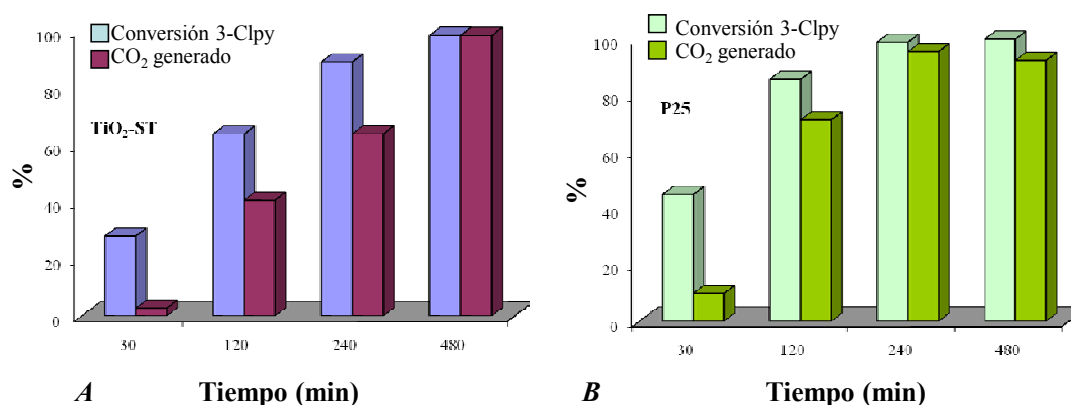 Conversión 3-Clpy
CO2 generado
TiO2-ST
%
100
80
60
40
20
0
30 120 240 480
A Tiempo (min)
Conversión 3-Clpy
CO2 generado
P25
%
100
80
60
40
20
0
30 120 240 480
B Tiempo (min)